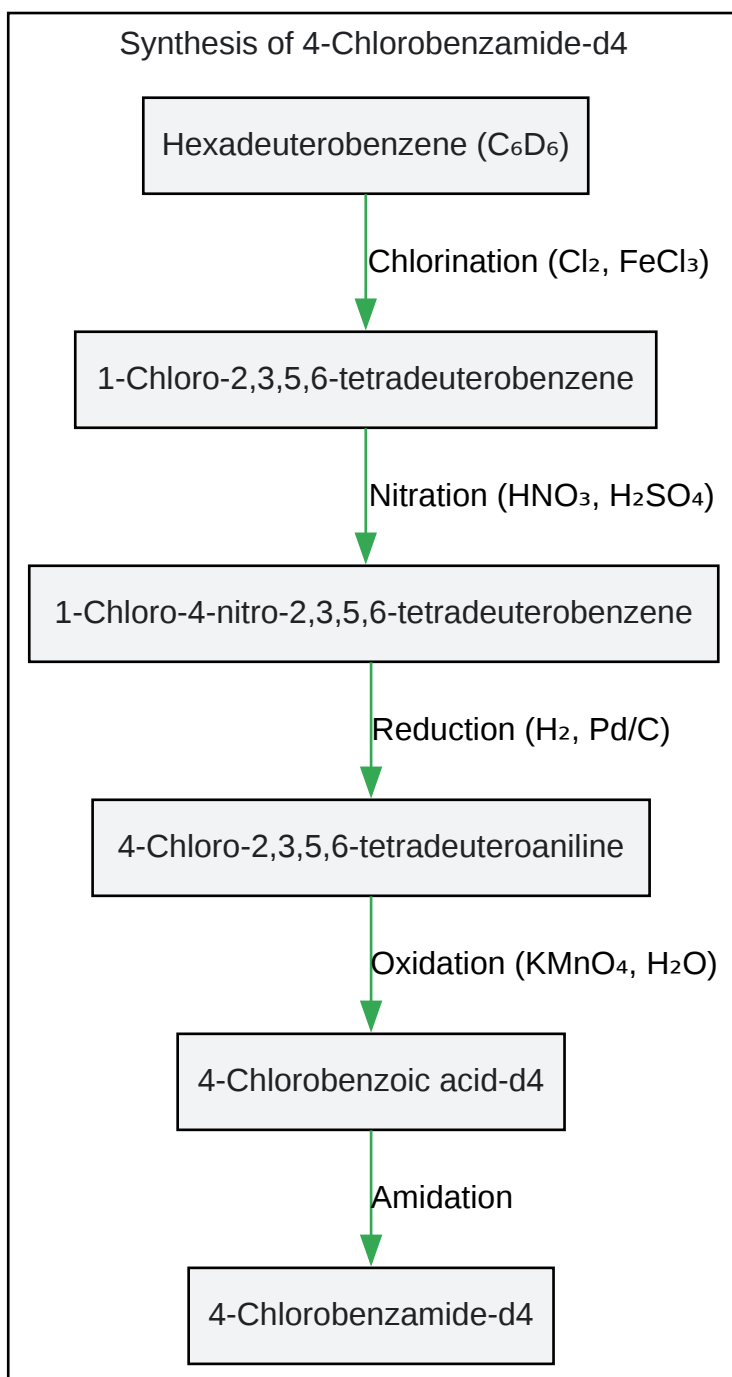 Synthesis of 4-Chlorobenzamide-d4
Hexadeuterobenzene (C₆D₆)
Chlorination (Cl₂, FeCl₃)
1-Chloro-2,3,5,6-tetradeuterobenzene
Nitration (HNO₃, H₂SO₄)
1-Chloro-4-nitro-2,3,5,6-tetradeuterobenzene
Reduction (H₂, Pd/C)
4-Chloro-2,3,5,6-tetradeuteroaniline
Oxidation (KMnO₄, H₂O)
4-Chlorobenzoic acid-d4
Amidation
4-Chlorobenzamide-d4